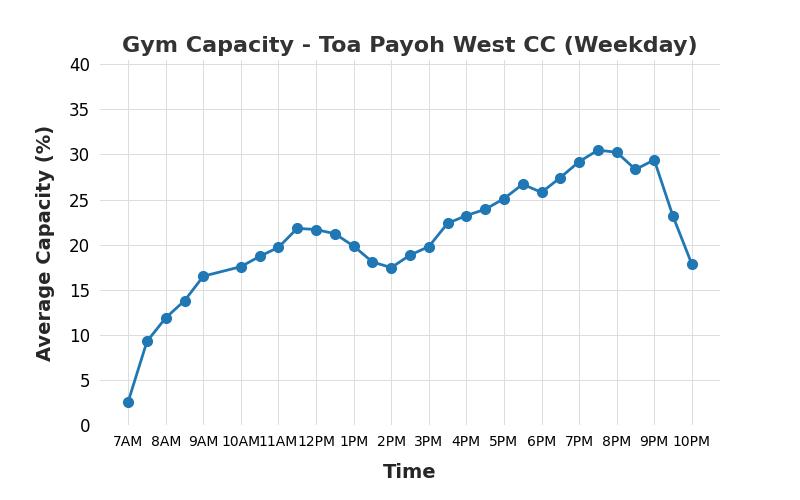 Gym Capacity - Toa Payoh West CC (Weekday)
40
35
30
25
20
15
10
5
0
Average Capacity (%)
7AM 8AM 9AM 10AM 11AM 12PM 1PM 2PM 3PM 4PM 5PM 6PM 7PM 8PM 9PM 10PM
Time